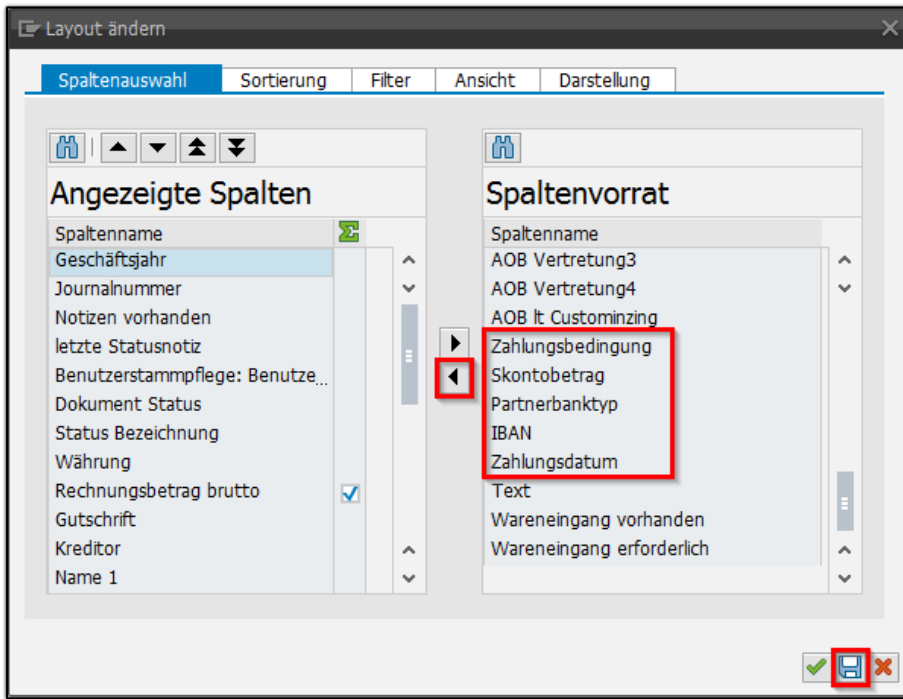 Layout ändern
Spaltenauswahl Sortierung Filter Ansicht Darstellung
Angezeigte Spalten
Spaltenname
Geschäftsjahr
Journalnummer
Notizen vorhanden
letzte Statusnotiz
Benutzerstammpflege: Benutze...
Dokument Status
Status Bezeichnung
Währung
Rechnungsbetrag brutto
Gutschrift
Kreditor
Name 1
Spaltenvorrat
Spaltenname
AOB Vertretung3
AOB Vertretung4
AOB lt Custominzing
Zahlungsbedingung
Skontobetrag
Partnerbanktyp
IBAN
Zahlungsdatum
Text
Wareneingang vorhanden
Wareneingang erforderlich